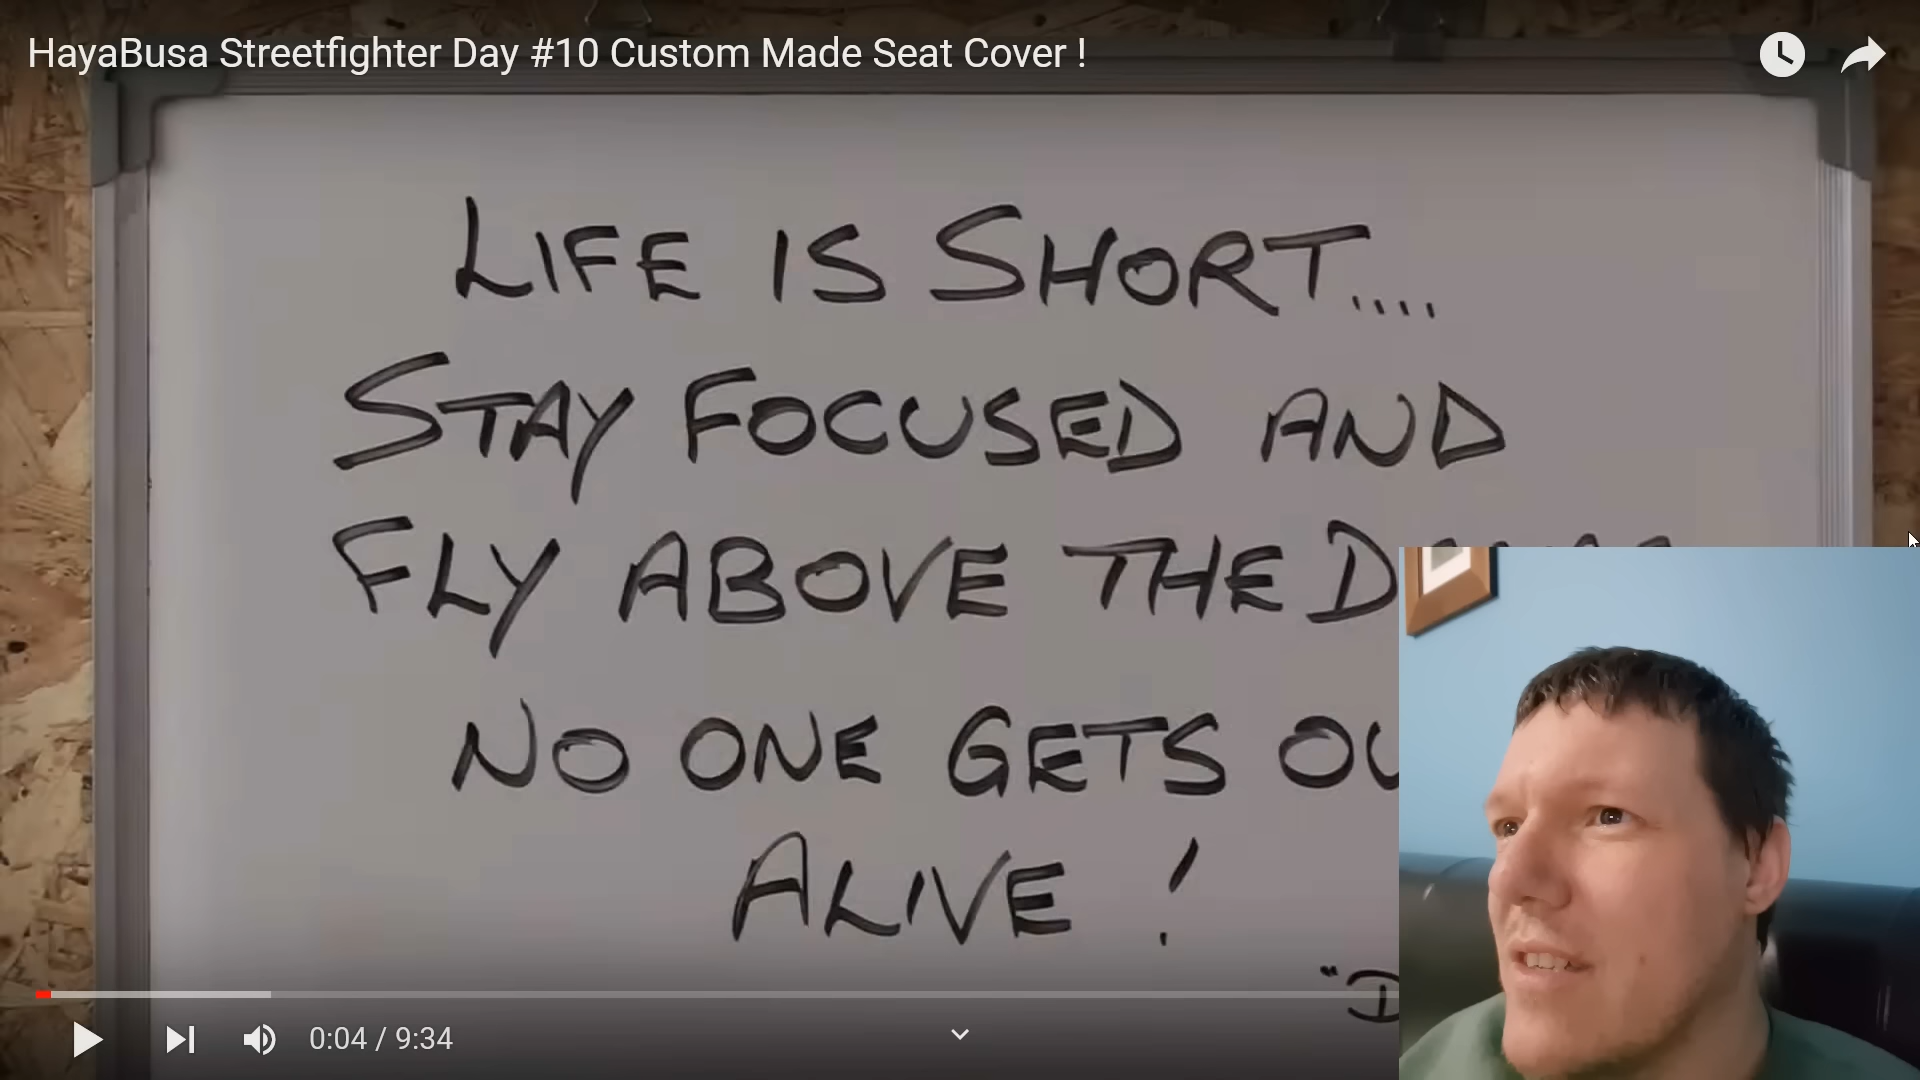 HayaBusa Streetfighter Day #10 Custom Made Seat Cover !
LIFE IS SHORT....
STAY FOCUSED AND
FLY ABOVE THE
NO ONE GETS
ALIVE !
0:04 / 9:34